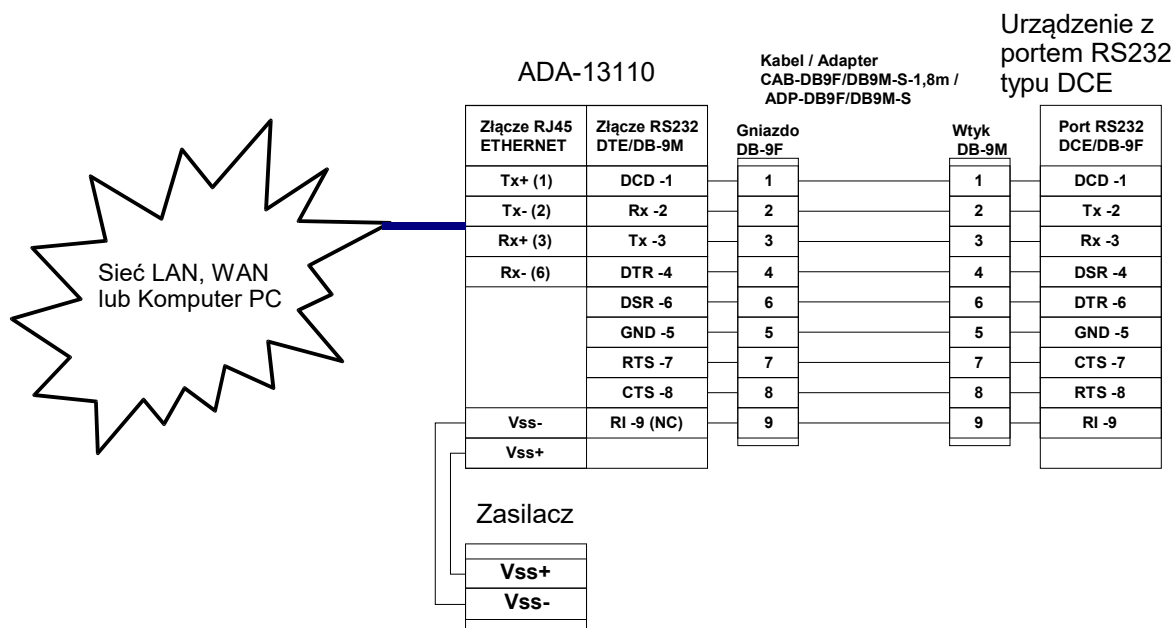 Urządzenie z
portem RS232
typu DCE
ADA-13110
Kabel / Adapter
CAB-DB9F/DB9M-S-1,8m /
ADP-DB9F/DB9M-S
Złącze RJ45 ETHERNET
Złącze RS232 DTE/DB-9M
Gniazdo DB-9F
Wtyk DB-9M
Port RS232 DCE/DB-9F
Tx+ (1) DCD -1 1 1 DCD -1
Tx- (2) Rx -2 2 2 Tx -2
Rx+ (3) Tx -3 3 3 Rx -3
Rx- (6) DTR -4 4 4 DSR -4
DSR -6 6 6 DTR -6
GND -5 5 5 GND -5
RTS -7 7 7 CTS -7
CTS -8 8 8 RTS -8
Vss- RI -9 (NC) 9 9 RI -9
Vss+
Sieć LAN, WAN
lub Komputer PC
Zasilacz
Vss+
Vss-